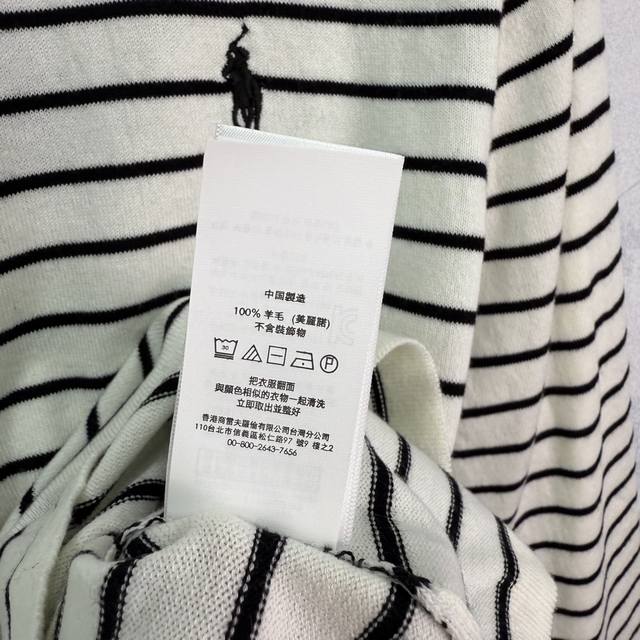 中国製造
100% 羊毛 (美麗諾)
不含裝飾物
30
P
把衣服翻面
與顏色相似的衣物一起清洗
立即取出並整好
香港商雷夫羅倫有限公司台灣分公司
110台北市信義區松仁路97 號7 樓之2
00-800-2643-7656